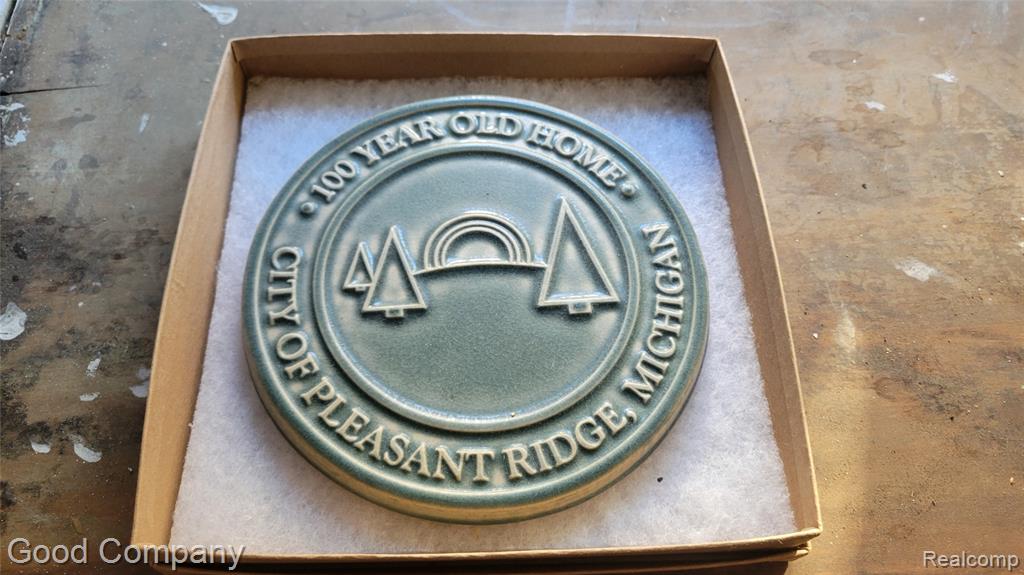 • 100 YEAR OLD HOME •
CITY OF PLEASANT RIDGE, MICHIGAN
Good Company
Realcomp